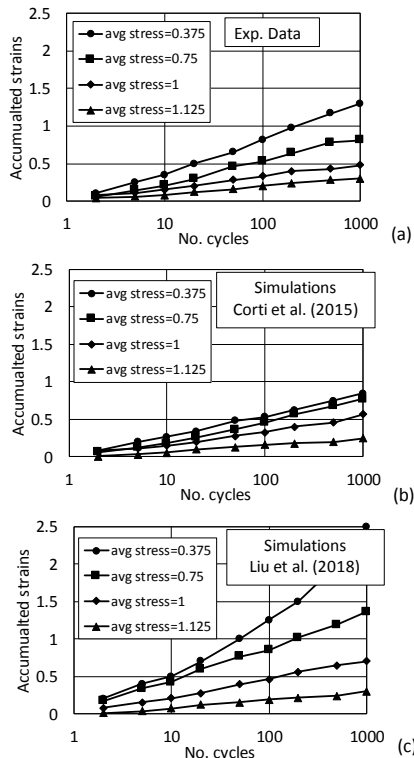 2.5
2
1.5
1
0.5
0
Accumualted strains
avg stress=0.375
avg stress=0.75
avg stress=1
avg stress=1.125
Exp. Data
1 10 100 1000
No. cycles
(a)
2.5
2
1.5
1
0.5
0
Accumualted strains
avg stress=0.375
avg stress=0.75
avg stress=1
avg stress=1.125
Simulations
Corti et al. (2015)
1 10 100 1000
No. cycles
(b)
2.5
2
1.5
1
0.5
0
Accumualted strains
avg stress=0.375
avg stress=0.75
avg stress=1
avg stress=1.125
Simulations
Liu et al. (2018)
1 10 100 1000
No. cycles
(c)